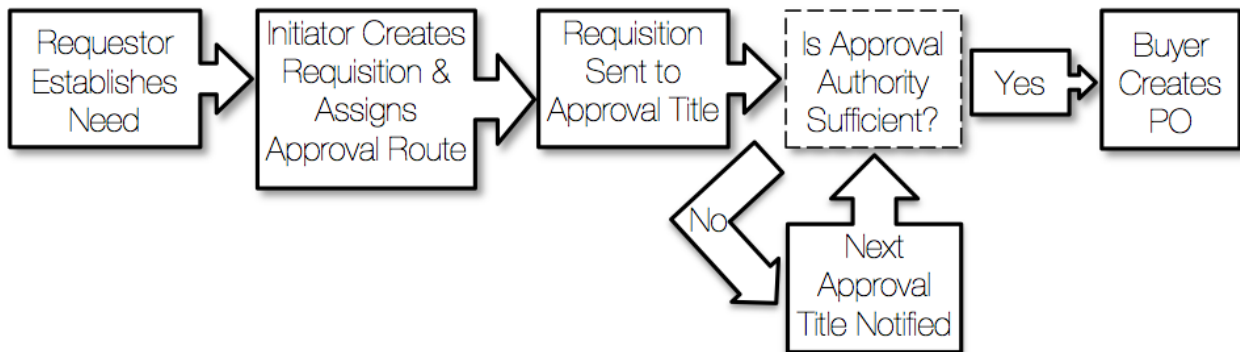 Requestor
Establishes
Need
Initiator Creates
Requisition &
Assigns
Approval Route
Requisition
Sent to
Approval Title
Is Approval
Authority
Sufficient?
Yes
Buyer
Creates
PO
No
Next
Approval
Title Notified